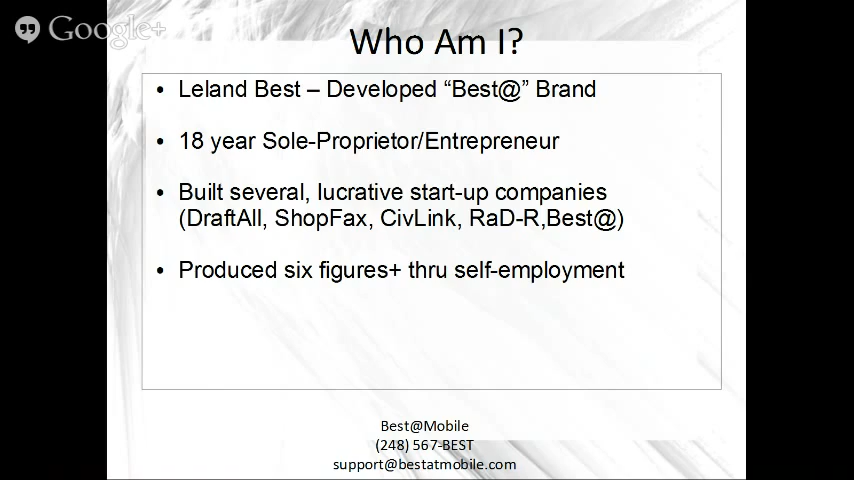 Google+
Who Am I?
• Leland Best – Developed “Best@” Brand
• 18 year Sole-Proprietor/Entrepreneur
• Built several, lucrative start-up companies
(DraftAll, ShopFax, CivLink, RaD-R,Best@)
• Produced six figures+ thru self-employment
Best@Mobile
(248) 567-BEST
support@bestatmobile.com